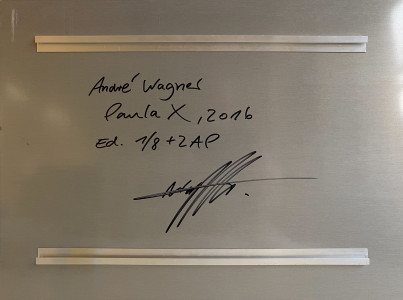 André Wagner
Paula X, 2016
Ed. 1/8 + 2AP